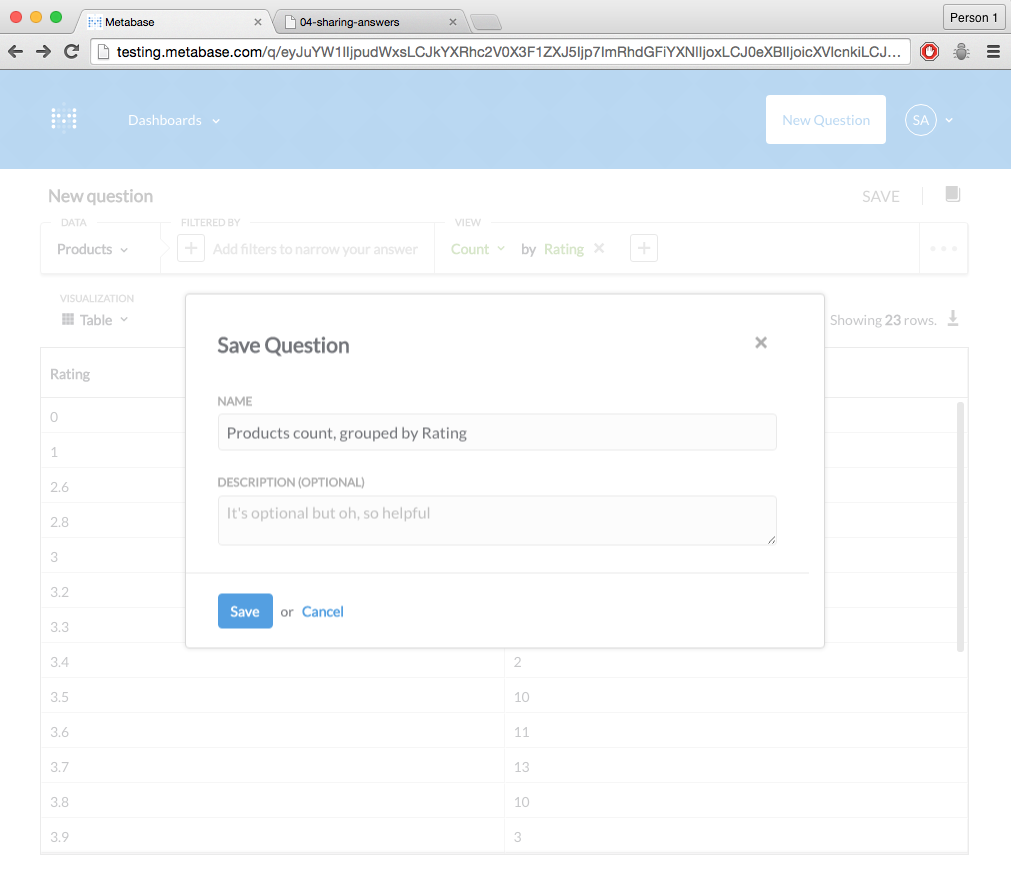 Metabase
04-sharing-answers
Person 1
testing.metabase.com/q/eyJuYW1lIjpudWxsLCJkYXRhc2V0X3F1ZXJ5Ijp7ImRhdGFiYXNlIjoxLCJ0eXBlIjoicXVlcnkiLCJ...
Dashboards
New Question
SA
New question
SAVE
DATA
FILTERED BY
VIEW
Products
Add filters to narrow your answer
Count
by
Rating
VISUALIZATION
Table
Showing 23 rows.
Save Question
NAME
Products count, grouped by Rating
DESCRIPTION (OPTIONAL)
It's optional but oh, so helpful
Save or Cancel
Rating
0
1
2.6
2.8
3
3.2
3.3
3.4 2
3.5 10
3.6 11
3.7 13
3.8 10
3.9 3